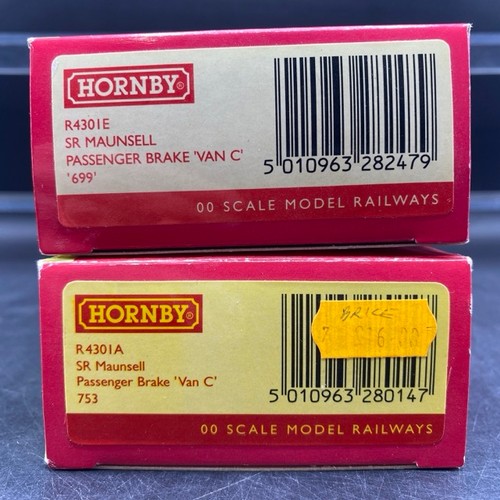 HORNBY®
R4301E
SR MAUNSELL
PASSENGER BRAKE 'VAN C'
'699'
5 010963 282479
00 SCALE MODEL RAILWAYS
HORNBY®
R4301A
SR Maunsell
Passenger Brake 'Van C'
753
5 010963 280147
00 SCALE MODEL RAILWAYS